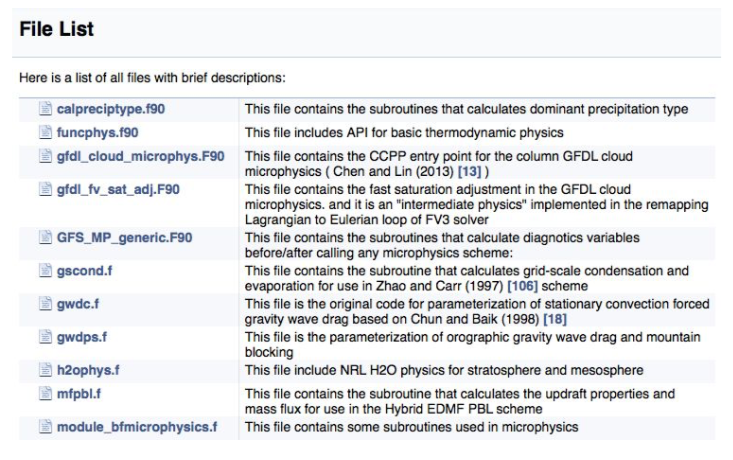 File List
Here is a list of all files with brief descriptions:
calpreciptype.f90 This file contains the subroutines that calculates dominant precipitation type
funcphys.f90 This file includes API for basic thermodynamic physics
gfdl_cloud_microphys.F90 This file contains the CCPP entry point for the column GFDL cloud
microphysics ( Chen and Lin (2013) [13] )
gfdl_fv_sat_adj.F90 This file contains the fast saturation adjustment in the GFDL cloud
microphysics. and it is an "intermediate physics" implemented in the remapping
Lagrangian to Eulerian loop of FV3 solver
GFS_MP_generic.F90 This file contains the subroutines that calculate diagnotics variables
before/after calling any microphysics scheme:
gscond.f This file contains the subroutine that calculates grid-scale condensation and
evaporation for use in Zhao and Carr (1997) [106] scheme
gwdc.f This file is the original code for parameterization of stationary convection forced
gravity wave drag based on Chun and Baik (1998) [18]
gwdps.f This file is the parameterization of orographic gravity wave drag and mountain
blocking
h2ophys.f This file include NRL H2O physics for stratosphere and mesosphere
mfpbl.f This file contains the subroutine that calculates the updraft properties and
mass flux for use in the Hybrid EDMF PBL scheme
module_bfmicrophysics.f This file contains some subroutines used in microphysics